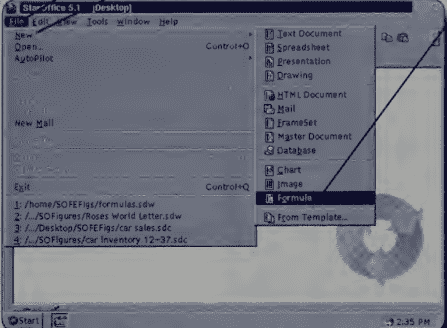 StarOffice 5.1 [Desktop]
File Edit View Tools Window Help
New
Open... Control+O
AutoPilot
New Mail
Exit Control+Q
1: /home/SOFEFigs/formulas.sdw
2: /.../SOFigures/Roses World Letter.sdw
3: /.../Desktop/SOFEFigs/car sales.sdc
4: /.../SOFigures/car Inventory 12-37.sdc
Text Document
Spreadsheet
Presentation
Drawing
HTML Document
Mail
FrameSet
Master Document
Database
Chart
Image
Formula
From Template...
Start
2:35 PM